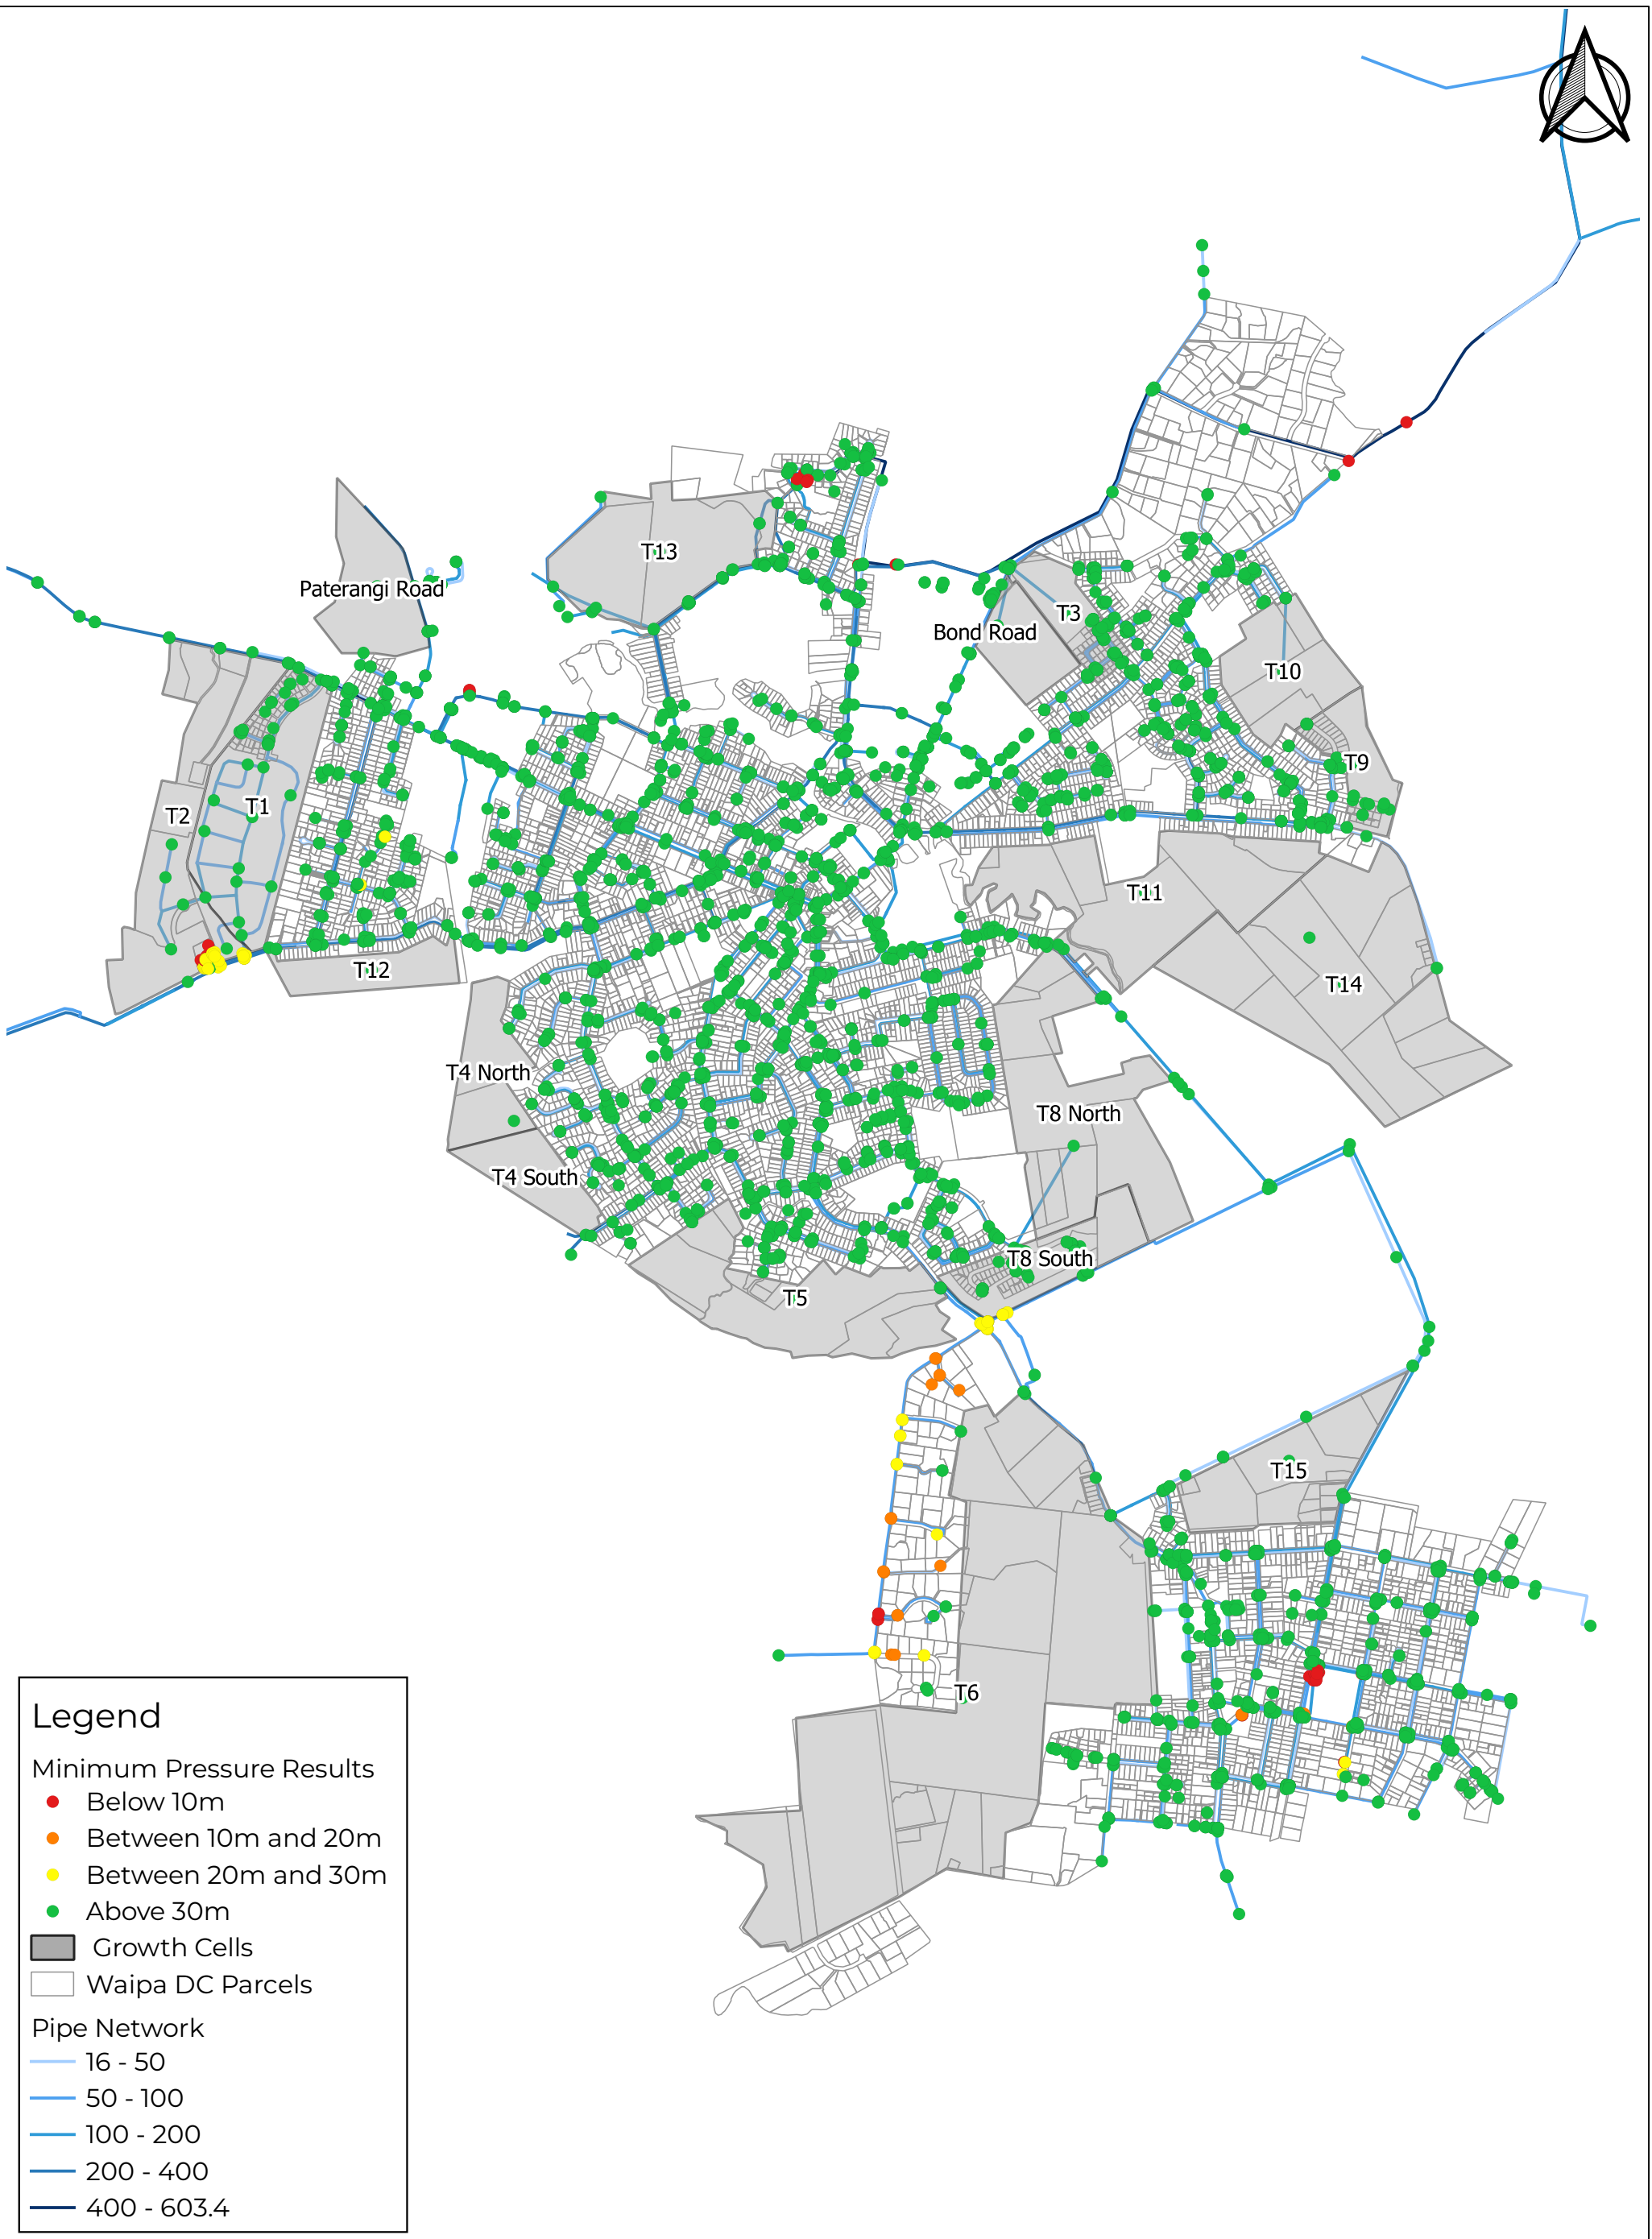 T13
Paterangi Road
T3
Bond Road
T10
T9
T2
T1
T11
T12
T14
T4 North
T8 North
T4 South
T8 South
T5
T15
T6
Legend
Minimum Pressure Results
Below 10m
Between 10m and 20m
Between 20m and 30m
Above 30m
Growth Cells
Waipa DC Parcels
Pipe Network
16 - 50
50 - 100
100 - 200
200 - 400
400 - 603.4